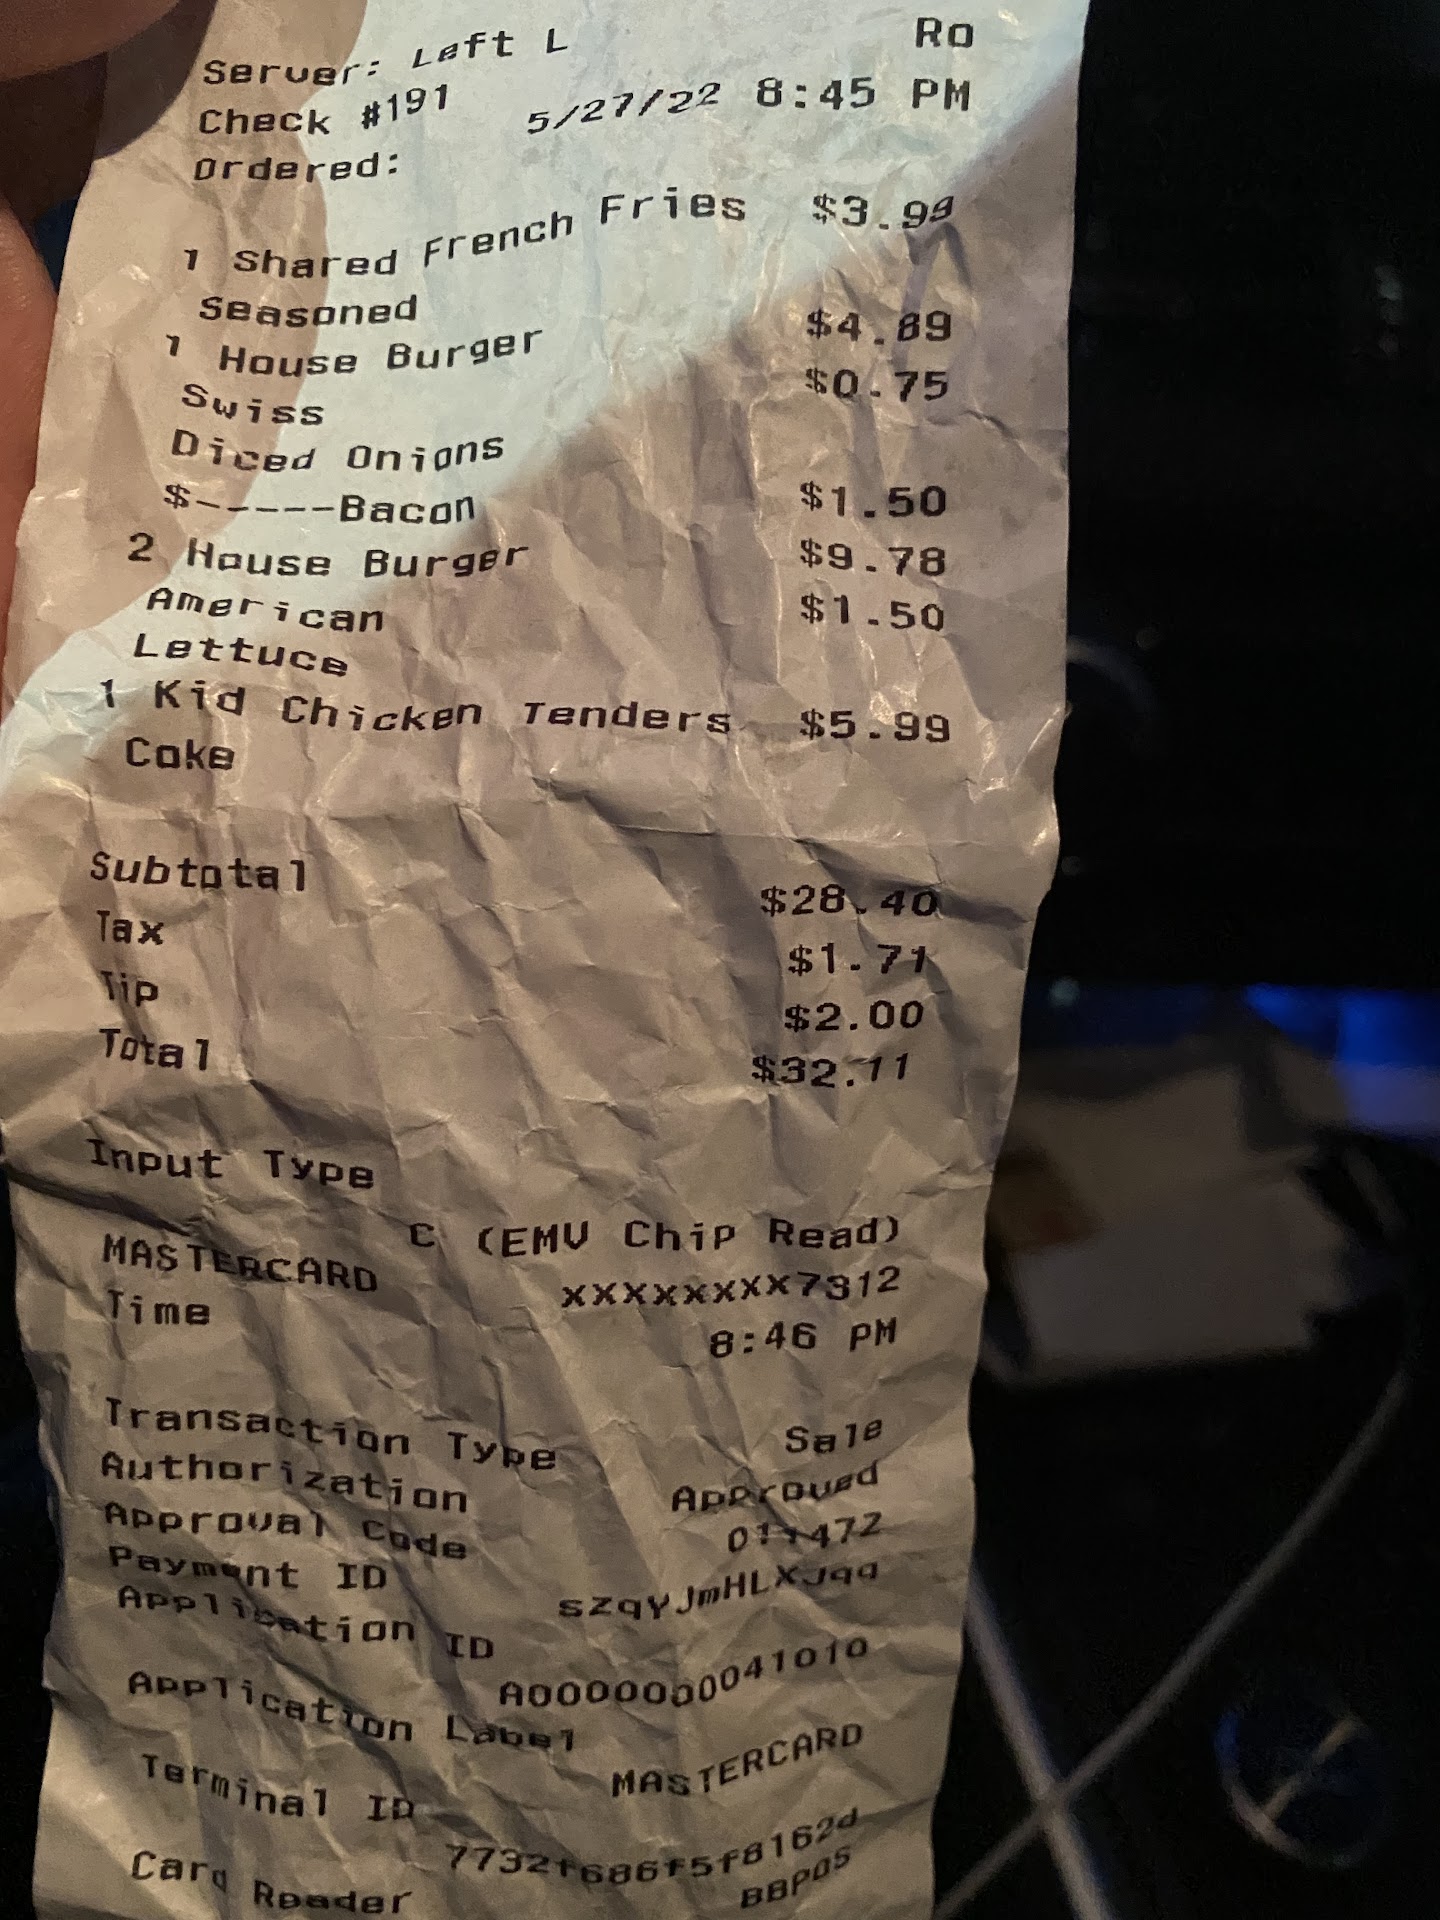 Server: Left L Ro
Check #191 5/27/22 8:45 PM
Ordered:
1 Shared French Fries $3.99
Seasoned
1 House Burger $4.89
Swiss $0.75
Diced Onions
$-----Bacon $1.50
2 House Burger $9.78
American $1.50
Lettuce
1 Kid Chicken Tenders $5.99
Coke
Subtotal $28.40
Tax $1.71
Tip $2.00
Total $32.11
Input Type
C (EMV Chip Read)
MASTERCARD xxxxxxxx7312
Time 8:46 PM
Transaction Type Sale
Authorization Approved
Approval Code 011472
Payment ID
Application ID
A0000000041010
Application Label
MASTERCARD
Terminal ID
7732f686f5f8162d
Card Reader BBPOS